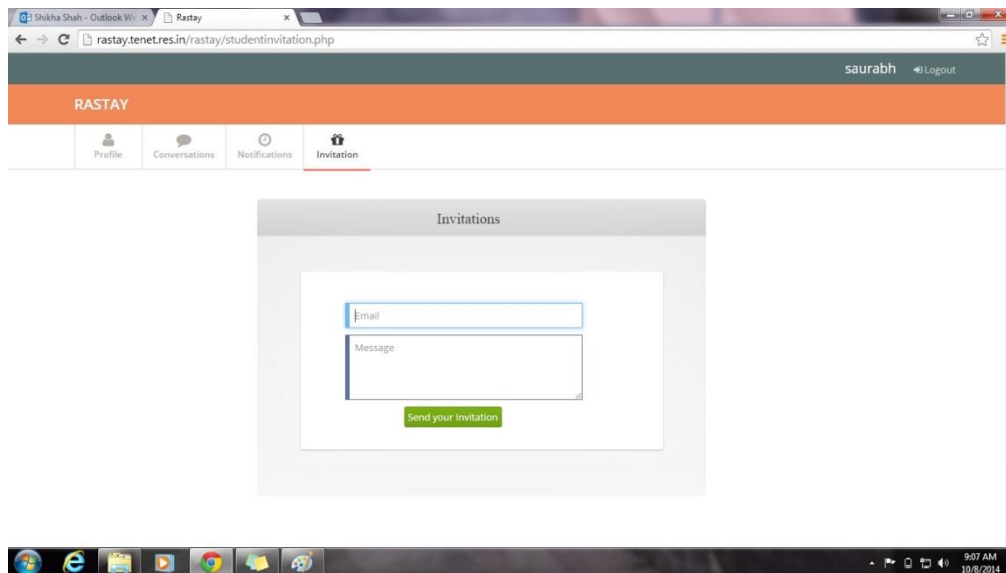 Shikha Shah - Outlook We
Rastay
rastay.tenet.res.in/rastay/studentinvitation.php
saurabh
Logout
RASTAY
Profile
Conversations
Notifications
Invitation
Invitations
Email
Message
Send your Invitation
9:07 AM
10/8/2014